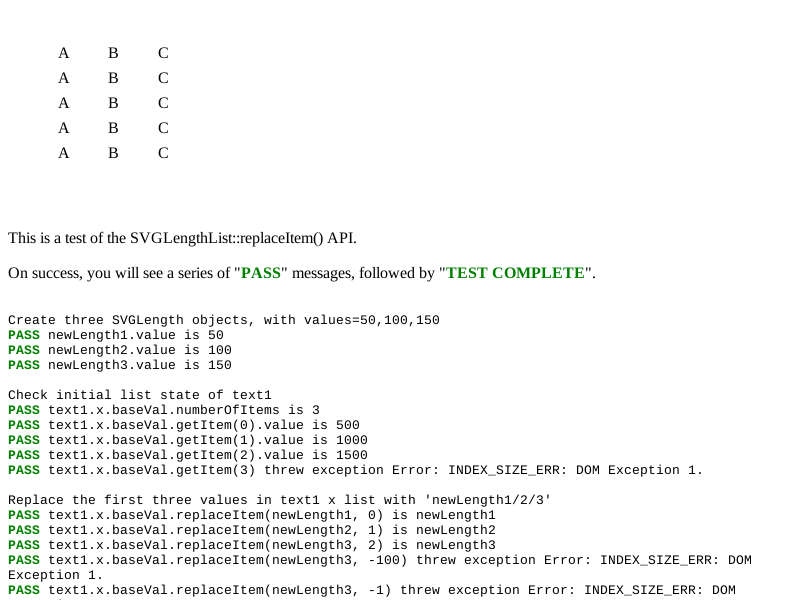 A B C
A B C
A B C
A B C
A B C
This is a test of the SVGLengthList::replaceItem() API.
On success, you will see a series of "PASS" messages, followed by "TEST COMPLETE".
Create three SVGLength objects, with values=50,100,150
PASS newLength1.value is 50
PASS newLength2.value is 100
PASS newLength3.value is 150
Check initial list state of text1
PASS text1.x.baseVal.numberOfItems is 3
PASS text1.x.baseVal.getItem(0).value is 500
PASS text1.x.baseVal.getItem(1).value is 1000
PASS text1.x.baseVal.getItem(2).value is 1500
PASS text1.x.baseVal.getItem(3) threw exception Error: INDEX_SIZE_ERR: DOM Exception 1.
Replace the first three values in text1 x list with 'newLength1/2/3'
PASS text1.x.baseVal.replaceItem(newLength1, 0) is newLength1
PASS text1.x.baseVal.replaceItem(newLength2, 1) is newLength2
PASS text1.x.baseVal.replaceItem(newLength3, 2) is newLength3
PASS text1.x.baseVal.replaceItem(newLength3, -100) threw exception Error: INDEX_SIZE_ERR: DOM
Exception 1.
PASS text1.x.baseVal.replaceItem(newLength3, -1) threw exception Error: INDEX_SIZE_ERR: DOM